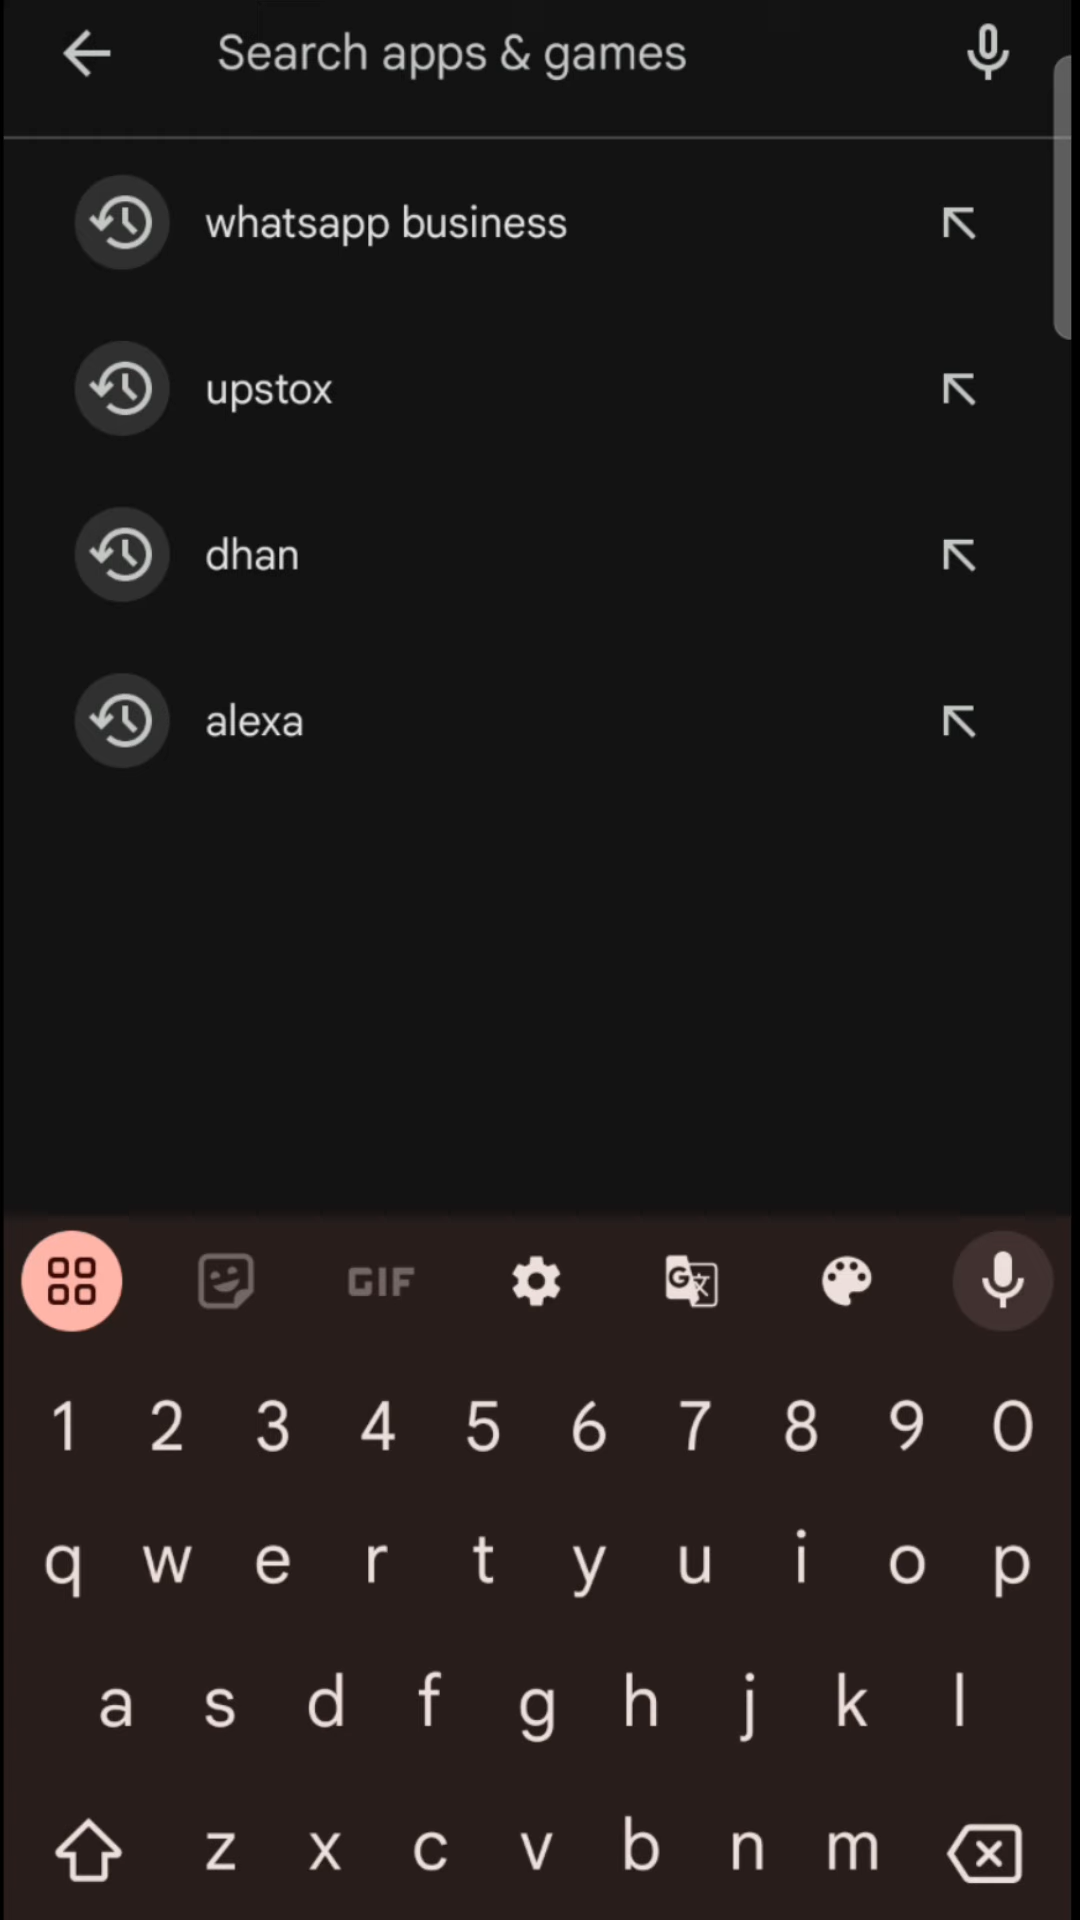 Search apps & games
whatsapp business
upstox
dhan
alexa
GIF
1 2 3 4 5 6 7 8 9 0
q w e r t y u i o p
a s d f g h j k l
z x c v b n m